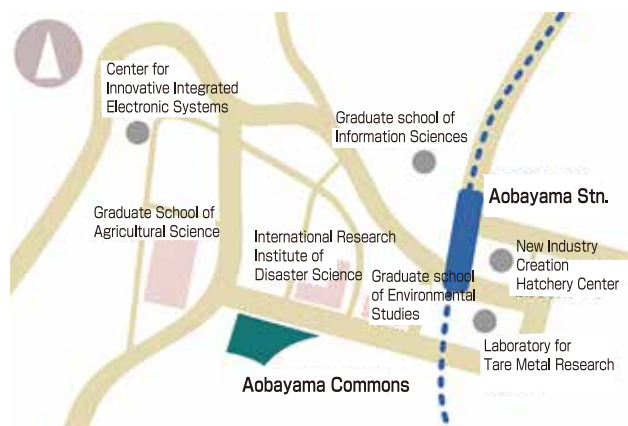 Center for
Innovative Integrated
Electronic Systems
Graduate school of
Information Sciences
Aobayama Stn.
Graduate School of
Agricultural Science
International Research
Institute of
Disaster Science
New Industry
Creation
Hatchery Center
Graduate school
of Environmental
Studies
Laboratory for
Tare Metal Research
Aobayama Commons